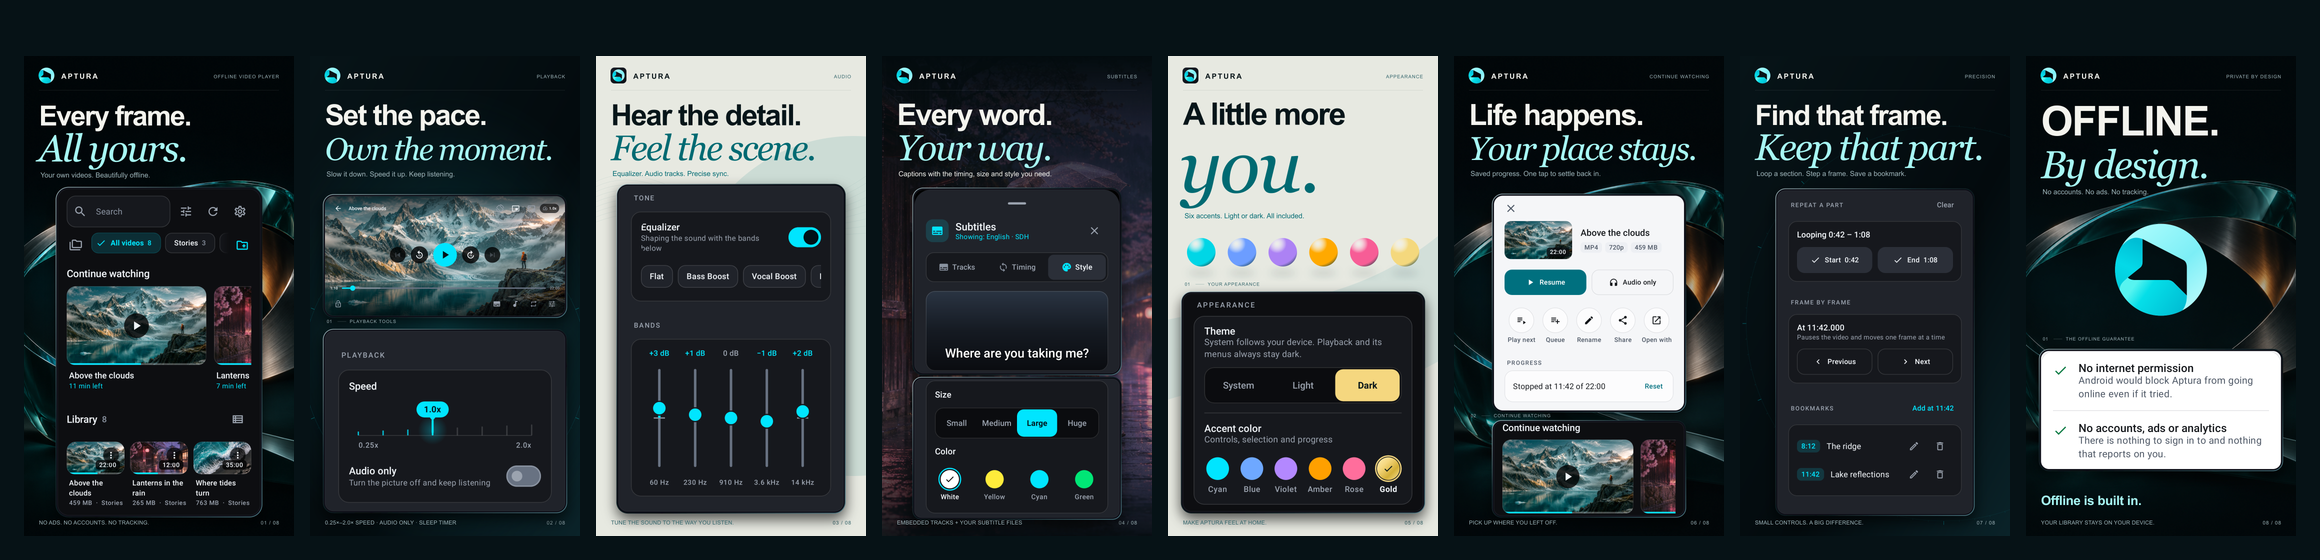 APTURA
OFFLINE VIDEO PLAYER
Every frame.
All yours.
Your own videos. Beautifully offline.
Search
All videos 8
Stories 3
Continue watching
Above the clouds
11 min left
Lanterns
7 min left
Library 8
22:00
12:00
35:00
Above the clouds
459 MB · Stories
Lanterns in the rain
265 MB · Stories
Where tides turn
763 MB · Stories
NO ADS. NO ACCOUNTS. NO TRACKING.
01 / 08
APTURA
PLAYBACK
Set the pace.
Own the moment.
Slow it down. Speed it up. Keep listening.
Above the clouds
01 — PLAYBACK TOOLS
PLAYBACK
Speed
1.0x
0.25x
2.0x
Audio only
Turn the picture off and keep listening
0.25×–2.0× SPEED · AUDIO ONLY · SLEEP TIMER
02 / 08
APTURA
AUDIO
Hear the detail.
Feel the scene.
Equalizer. Audio tracks. Precise sync.
TONE
Equalizer
Shaping the sound with the bands below
Flat
Bass Boost
Vocal Boost
BANDS
+3 dB
+1 dB
0 dB
−1 dB
+2 dB
60 Hz
230 Hz
910 Hz
3.6 kHz
14 kHz
TUNE THE SOUND TO THE WAY YOU LISTEN.
03 / 08
APTURA
SUBTITLES
Every word.
Your way.
Captions with the timing, size and style you need.
Subtitles
Showing: English · SDH
Tracks
Timing
Style
Where are you taking me?
Size
Small
Medium
Large
Huge
Color
White
Yellow
Cyan
Green
EMBEDDED TRACKS + YOUR SUBTITLE FILES
04 / 08
APTURA
APPEARANCE
A little more
you.
Six accents. Light or dark. All included.
01 — YOUR APPEARANCE
APPEARANCE
Theme
System follows your device. Playback and its menus always stay dark.
System
Light
Dark
Accent color
Controls, selection and progress
Cyan
Blue
Violet
Amber
Rose
Gold
MAKE APTURA FEEL AT HOME.
05 / 08
APTURA
CONTINUE WATCHING
Life happens.
Your place stays.
Saved progress. One tap to settle back in.
22:00
Above the clouds
MP4
720p
459 MB
Resume
Audio only
Play next
Queue
Rename
Share
Open with
PROGRESS
Stopped at 11:42 of 22:00
Reset
02 — CONTINUE WATCHING
Continue watching
PICK UP WHERE YOU LEFT OFF.
06 / 08
APTURA
PRECISION
Find that frame.
Keep that part.
Loop a section. Step a frame. Save a bookmark.
REPEAT A PART
Clear
Looping 0:42 – 1:08
Start 0:42
End 1:08
FRAME BY FRAME
At 11:42.000
Pauses the video and moves one frame at a time
Previous
Next
BOOKMARKS
Add at 11:42
8:12
The ridge
11:42
Lake reflections
SMALL CONTROLS. A BIG DIFFERENCE.
07 / 08
APTURA
PRIVATE BY DESIGN
OFFLINE.
By design.
No accounts. No ads. No tracking.
01 — THE OFFLINE GUARANTEE
No internet permission
Android would block Aptura from going online even if it tried.
No accounts, ads or analytics
There is nothing to sign in to and nothing that reports on you.
Offline is built in.
YOUR LIBRARY STAYS ON YOUR DEVICE.
08 / 08